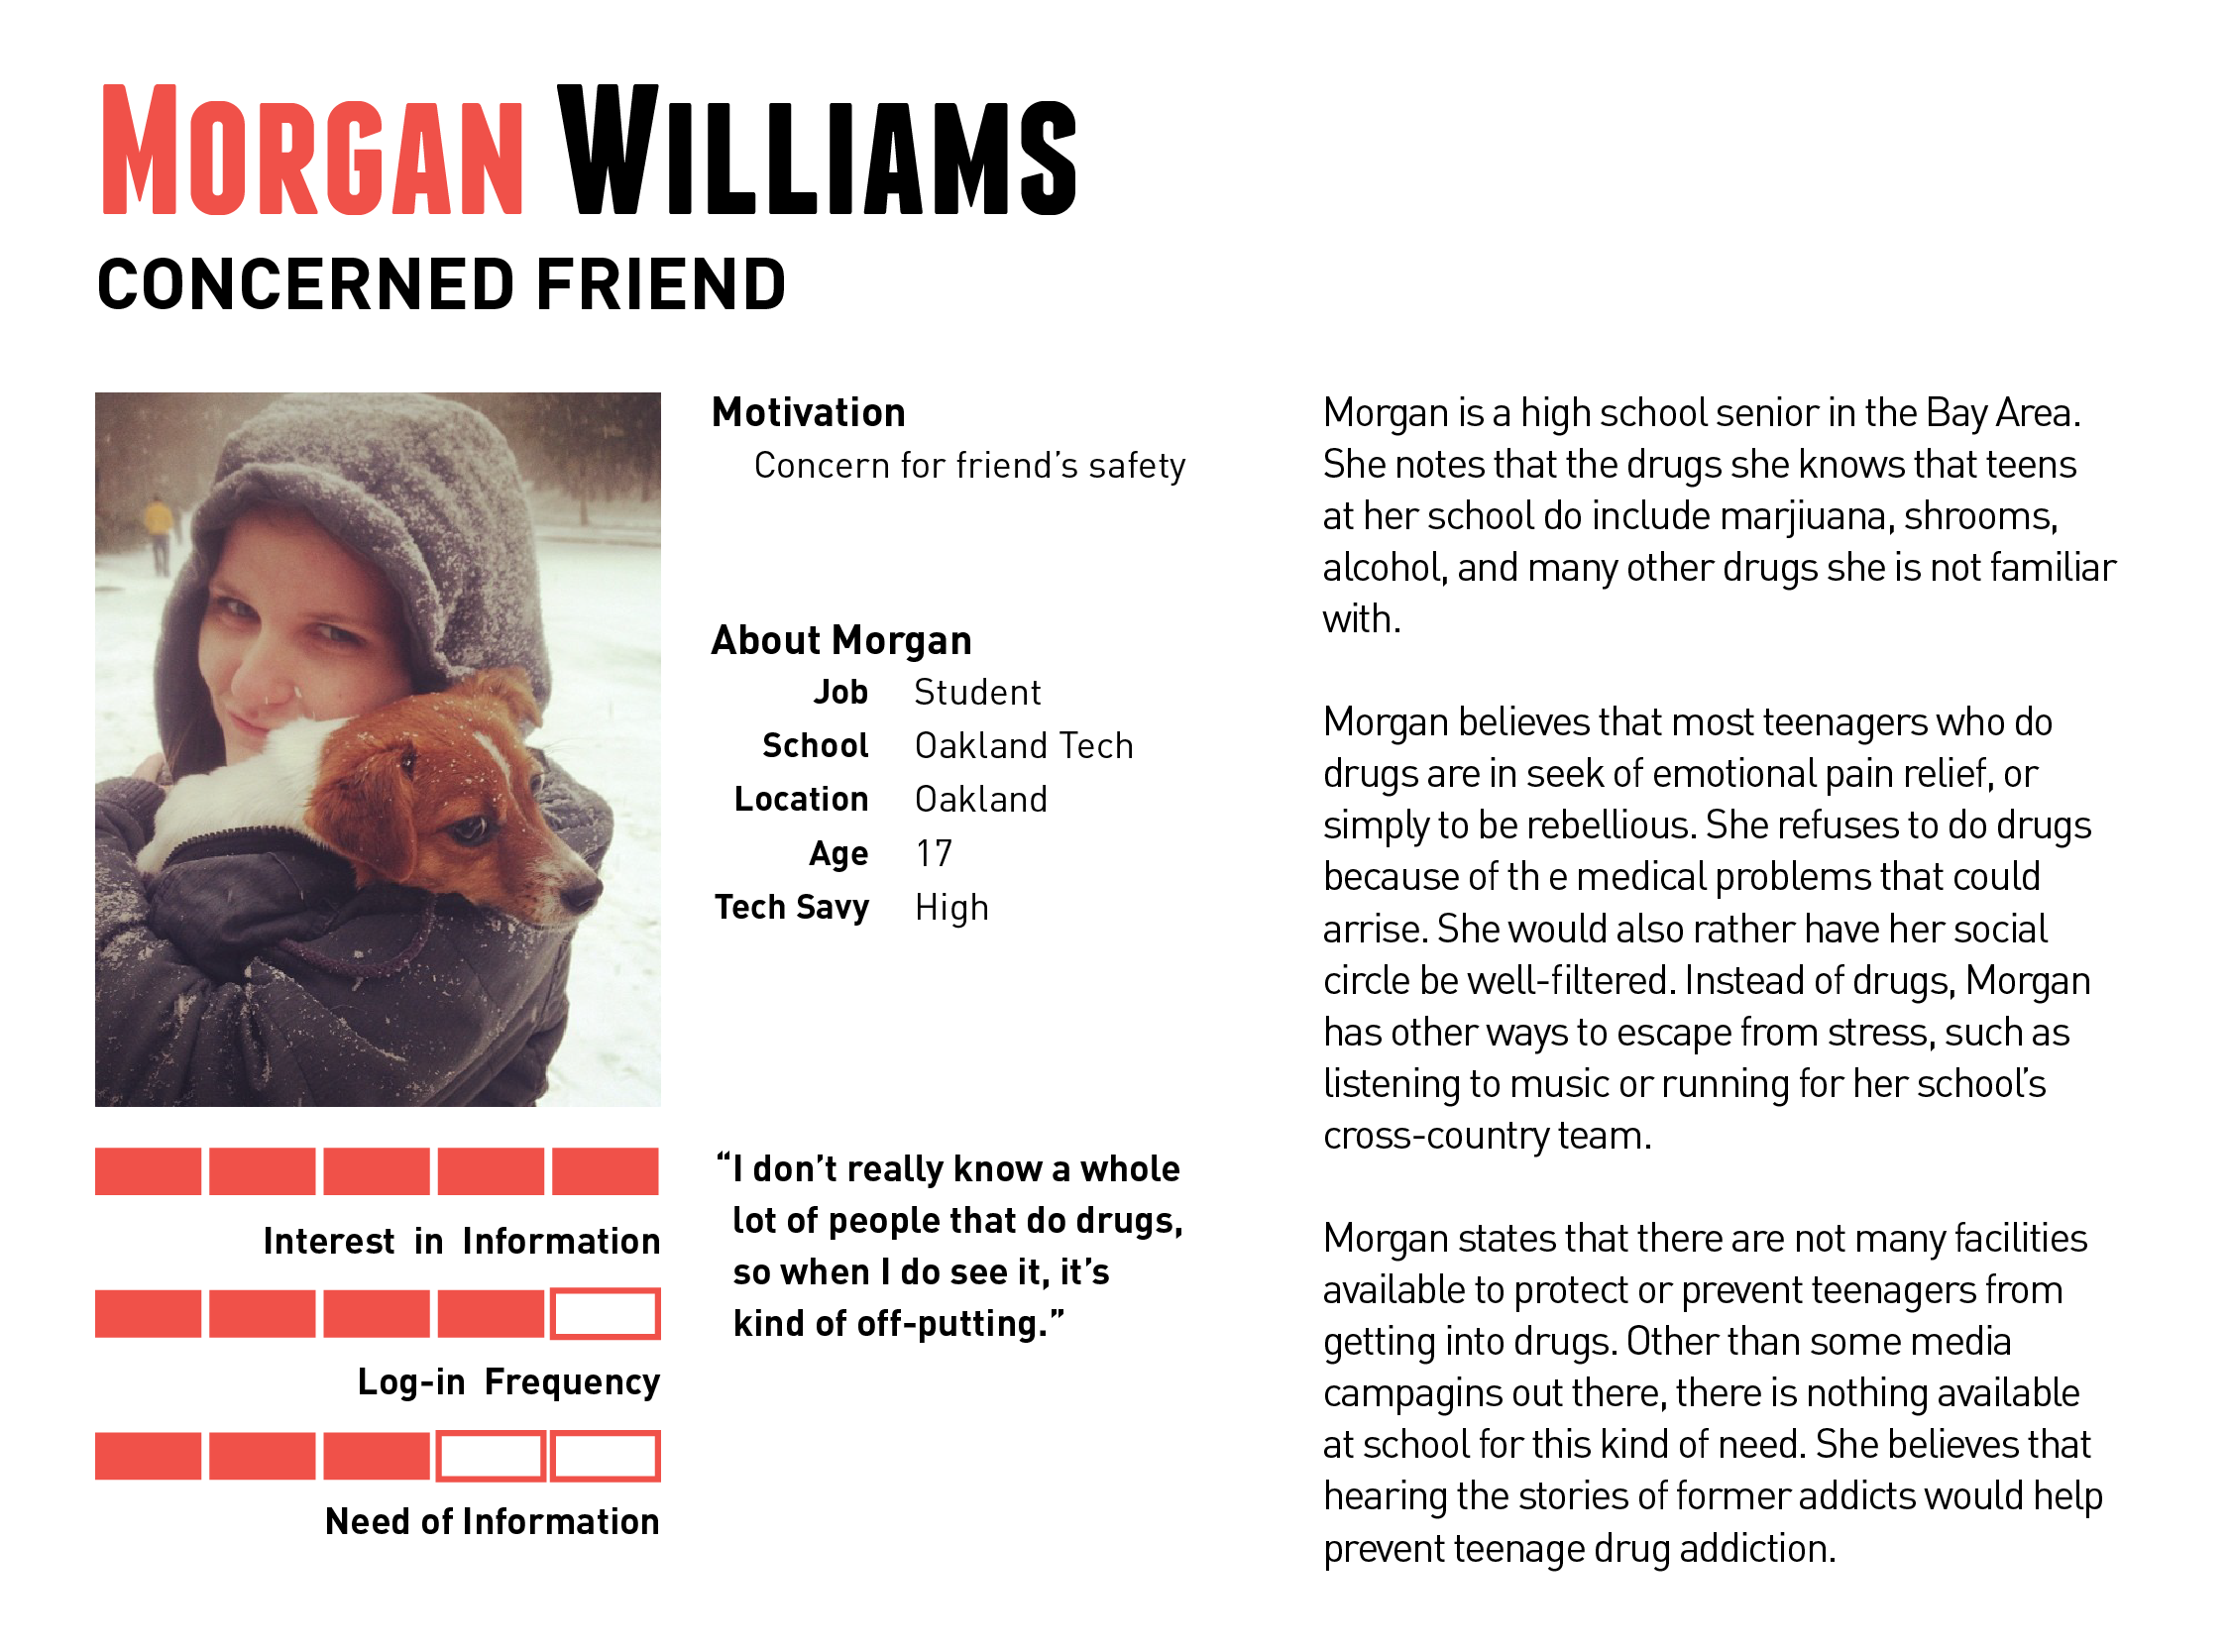 MORGAN WILLIAMS
CONCERNED FRIEND
Motivation
Concern for friend’s safety
About Morgan
Job Student
School Oakland Tech
Location Oakland
Age 17
Tech Savy High
Interest in Information
Log-in Frequency
Need of Information
“I don’t really know a whole
lot of people that do drugs,
so when I do see it, it’s
kind of off-putting.”
Morgan is a high school senior in the Bay Area.
She notes that the drugs she knows that teens
at her school do include marjiuana, shrooms,
alcohol, and many other drugs she is not familiar
with.
Morgan believes that most teenagers who do
drugs are in seek of emotional pain relief, or
simply to be rebellious. She refuses to do drugs
because of th e medical problems that could
arrise. She would also rather have her social
circle be well-filtered. Instead of drugs, Morgan
has other ways to escape from stress, such as
listening to music or running for her school’s
cross-country team.
Morgan states that there are not many facilities
available to protect or prevent teenagers from
getting into drugs. Other than some media
campagins out there, there is nothing available
at school for this kind of need. She believes that
hearing the stories of former addicts would help
prevent teenage drug addiction.